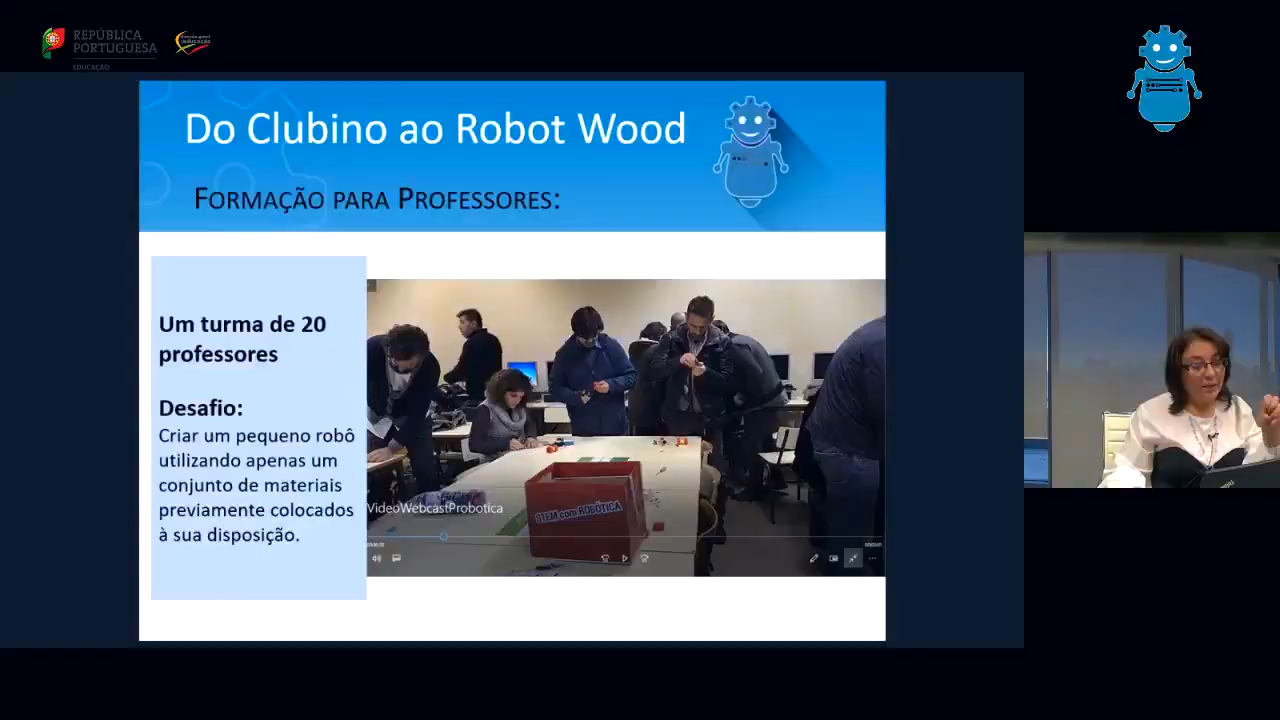 REPÚBLICA
PORTUGUESA
EDUCAÇÃO
Do Clubino ao Robot Wood
FORMAÇÃO PARA PROFESSORES:
Um turma de 20
professores
Desafio:
Criar um pequeno robô
utilizando apenas um
conjunto de materiais
previamente colocados
à sua disposição.
STEM com ROBÓTICA
VideoWebcastProbotica